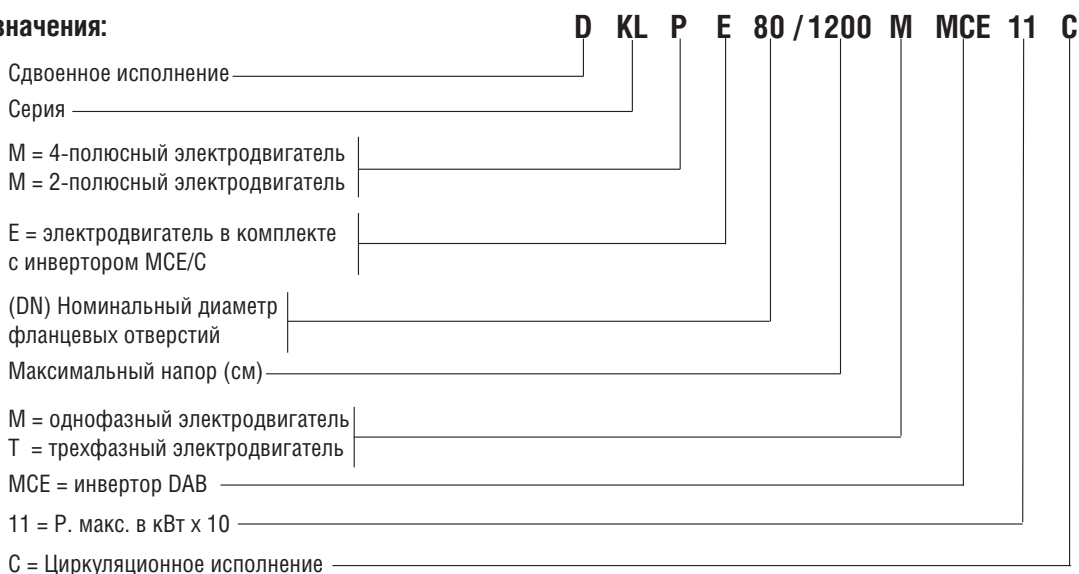 значения:
D KL P E 80 / 1200 M MCE 11 C
Сдвоенное исполнение
Серия
М = 4-полюсный электродвигатель
М = 2-полюсный электродвигатель
Е = электродвигатель в комплекте
с инвертором MCE/C
(DN) Номинальный диаметр
фланцевых отверстий
Максимальный напор (см)
М = однофазный электродвигатель
Т = трехфазный электродвигатель
MCE = инвертор DAB
11 = Р. макс. в кВт х 10
С = Циркуляционное исполнение